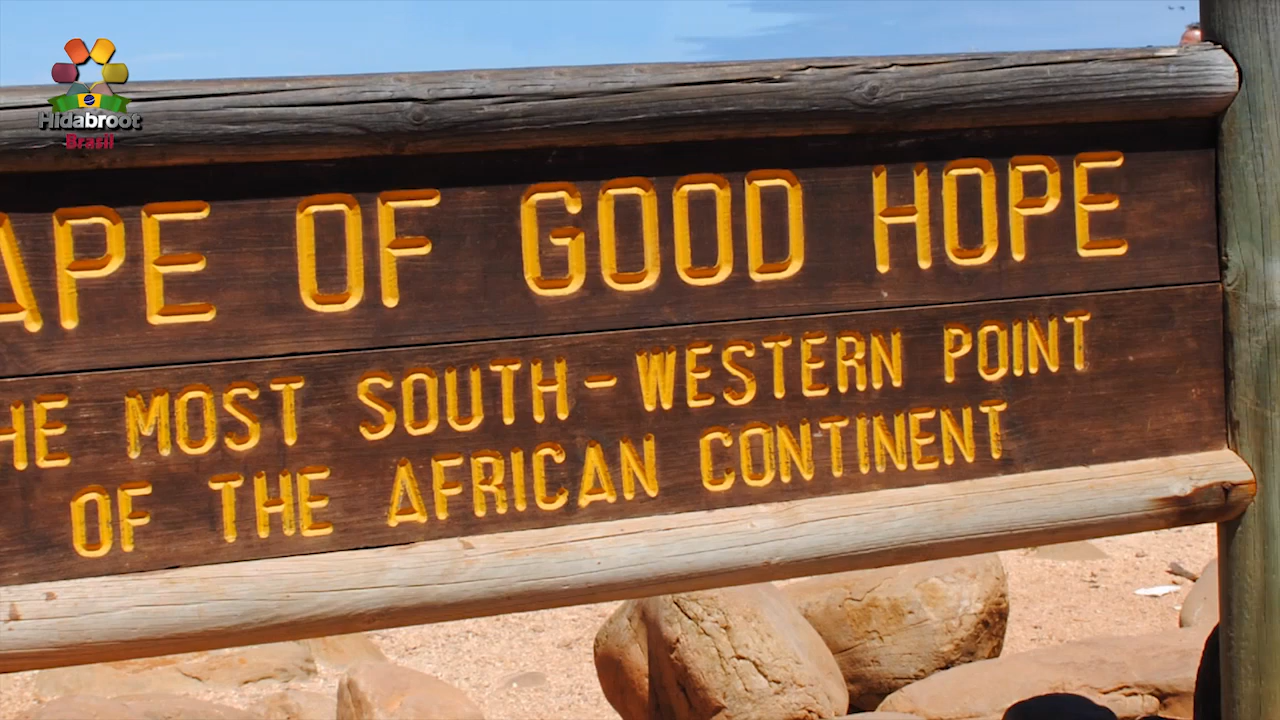 Hidabroot
Brasil
APE OF GOOD HOPE
HE MOST SOUTH-WESTERN POINT
OF THE AFRICAN CONTINENT